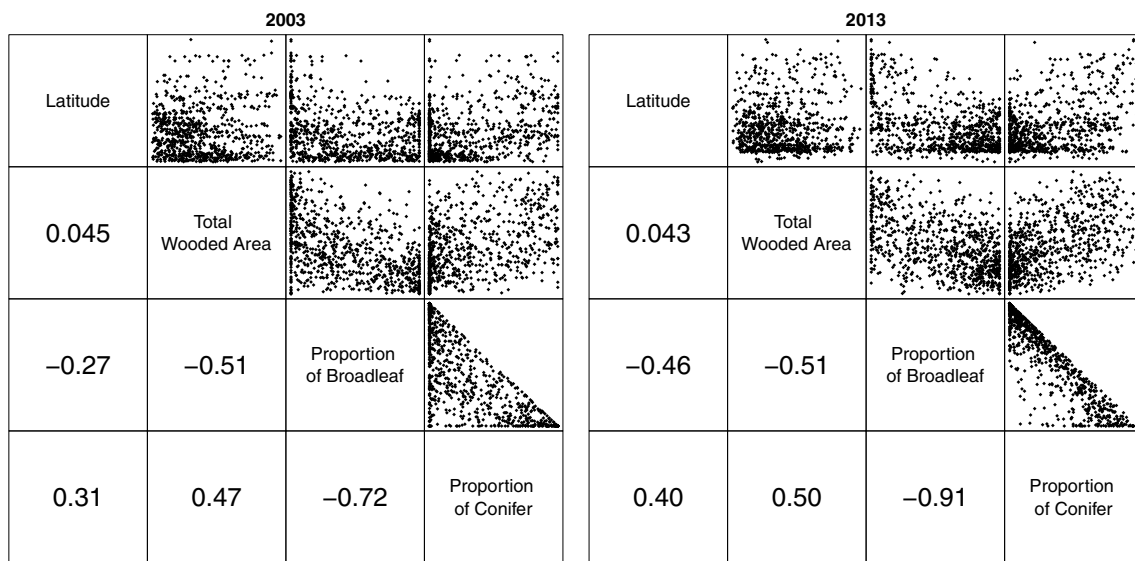 2003
Latitude
0.045
Total
Wooded Area
−0.27
−0.51
Proportion
of Broadleaf
0.31
0.47
−0.72
Proportion
of Conifer
2013
Latitude
0.043
Total
Wooded Area
−0.46
−0.51
Proportion
of Broadleaf
0.40
0.50
−0.91
Proportion
of Conifer